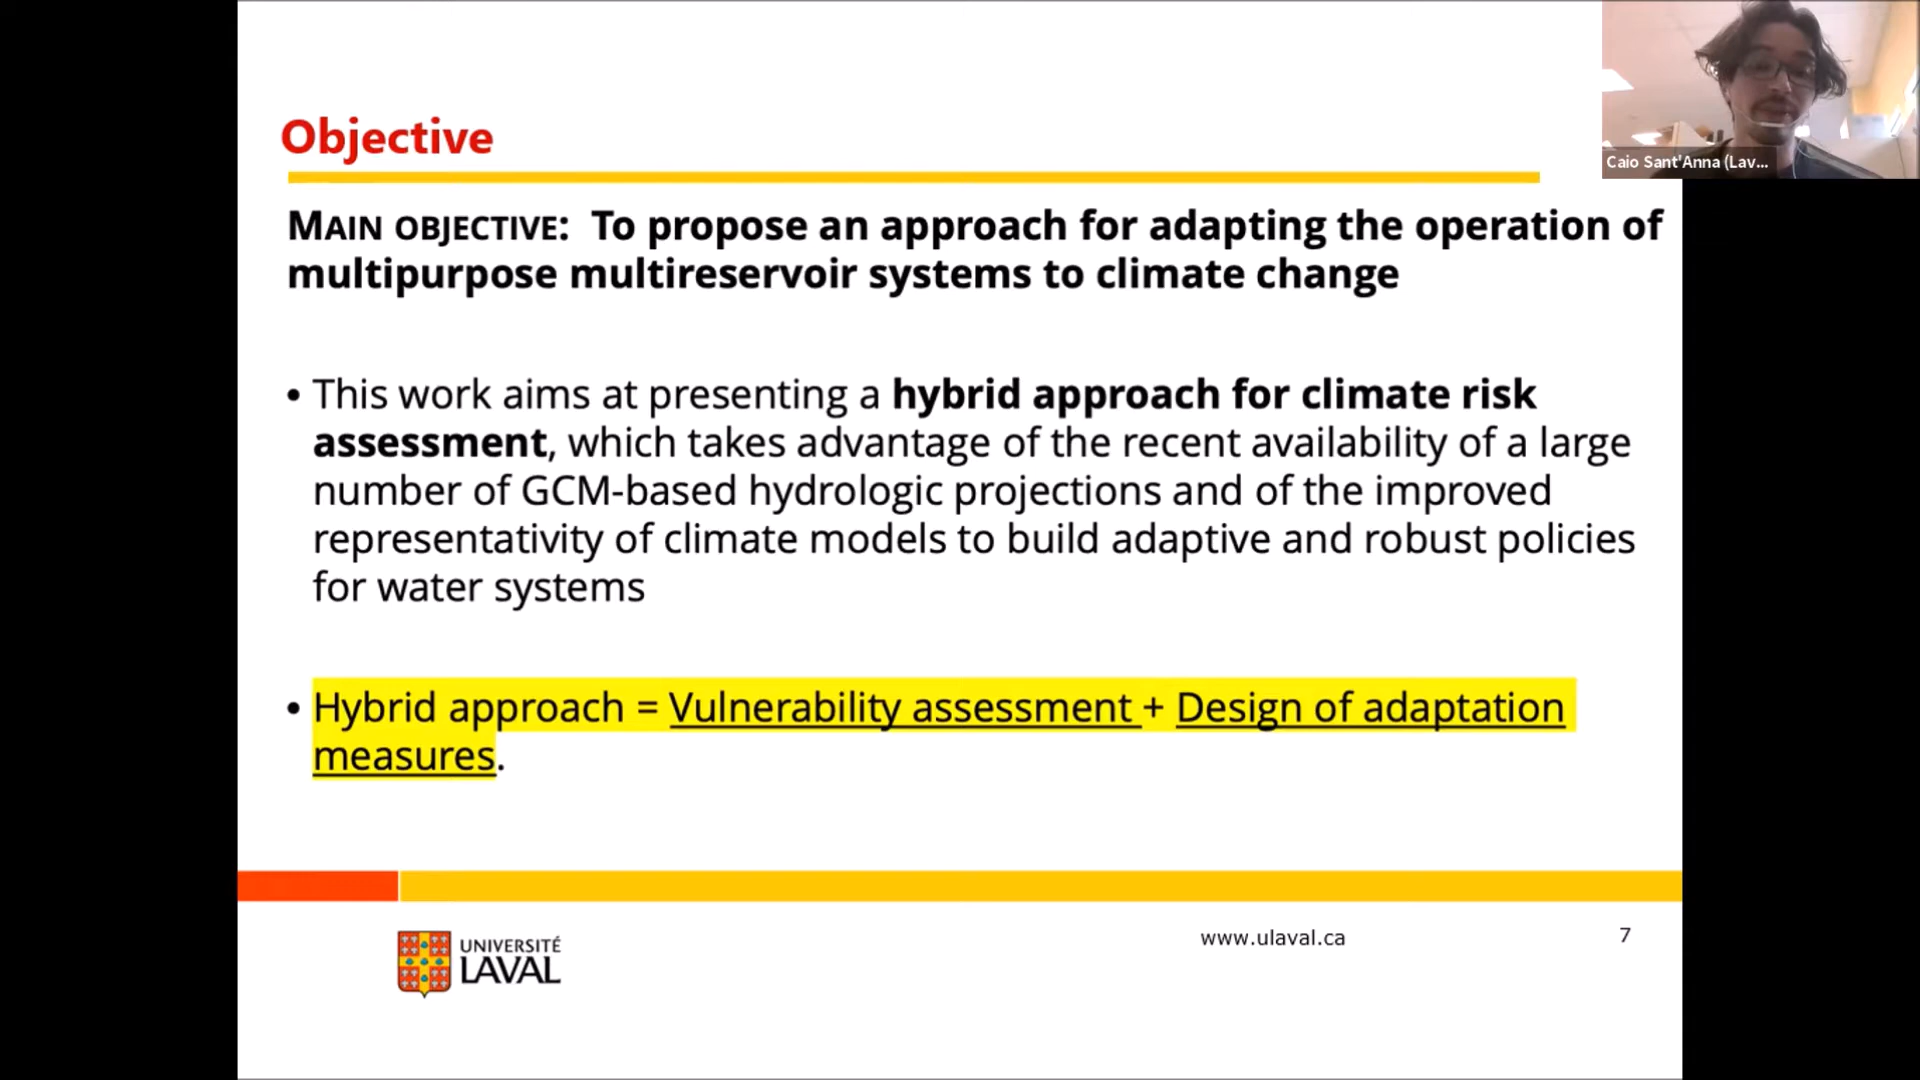 Objective
MAIN OBJECTIVE: To propose an approach for adapting the operation of
multipurpose multireservoir systems to climate change
• This work aims at presenting a hybrid approach for climate risk
assessment, which takes advantage of the recent availability of a large
number of GCM-based hydrologic projections and of the improved
representativity of climate models to build adaptive and robust policies
for water systems
• Hybrid approach = Vulnerability assessment + Design of adaptation
measures.
Caio Sant'Anna (Lav...
UNIVERSITÉ
LAVAL
www.ulaval.ca
7